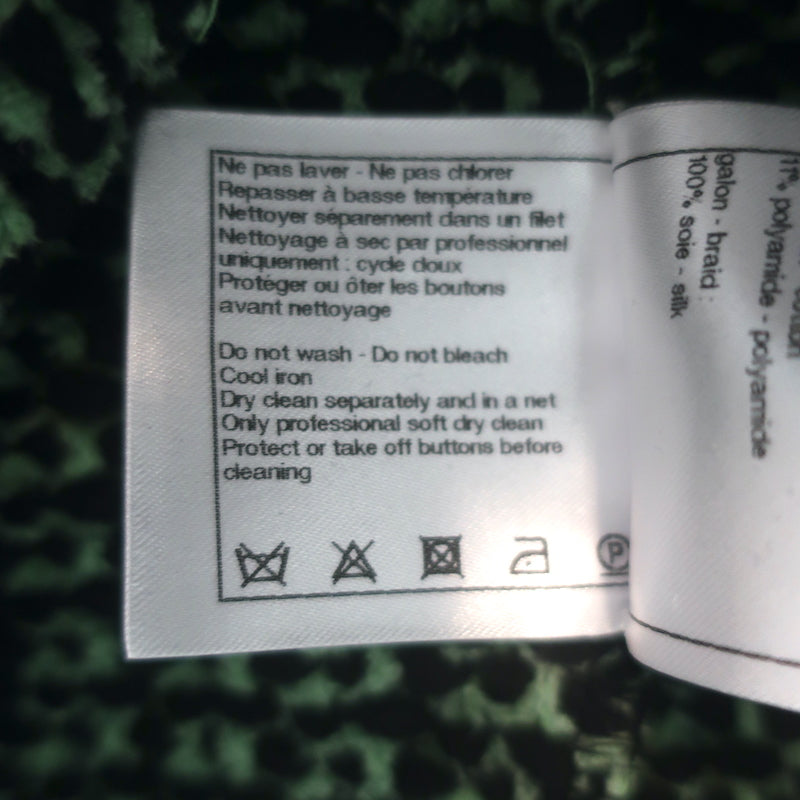 Ne pas laver - Ne pas chlorer
Repasser à basse température
Nettoyer séparement dans un filet
Nettoyage à sec par professionnel
uniquement : cycle doux
Protéger ou ôter les boutons
avant nettoyage
Do not wash - Do not bleach
Cool iron
Dry clean separately and in a net
Only professional soft dry clean
Protect or take off buttons before
cleaning
P
11% polyamide - polyamide
galon - braid :
100% soie - silk